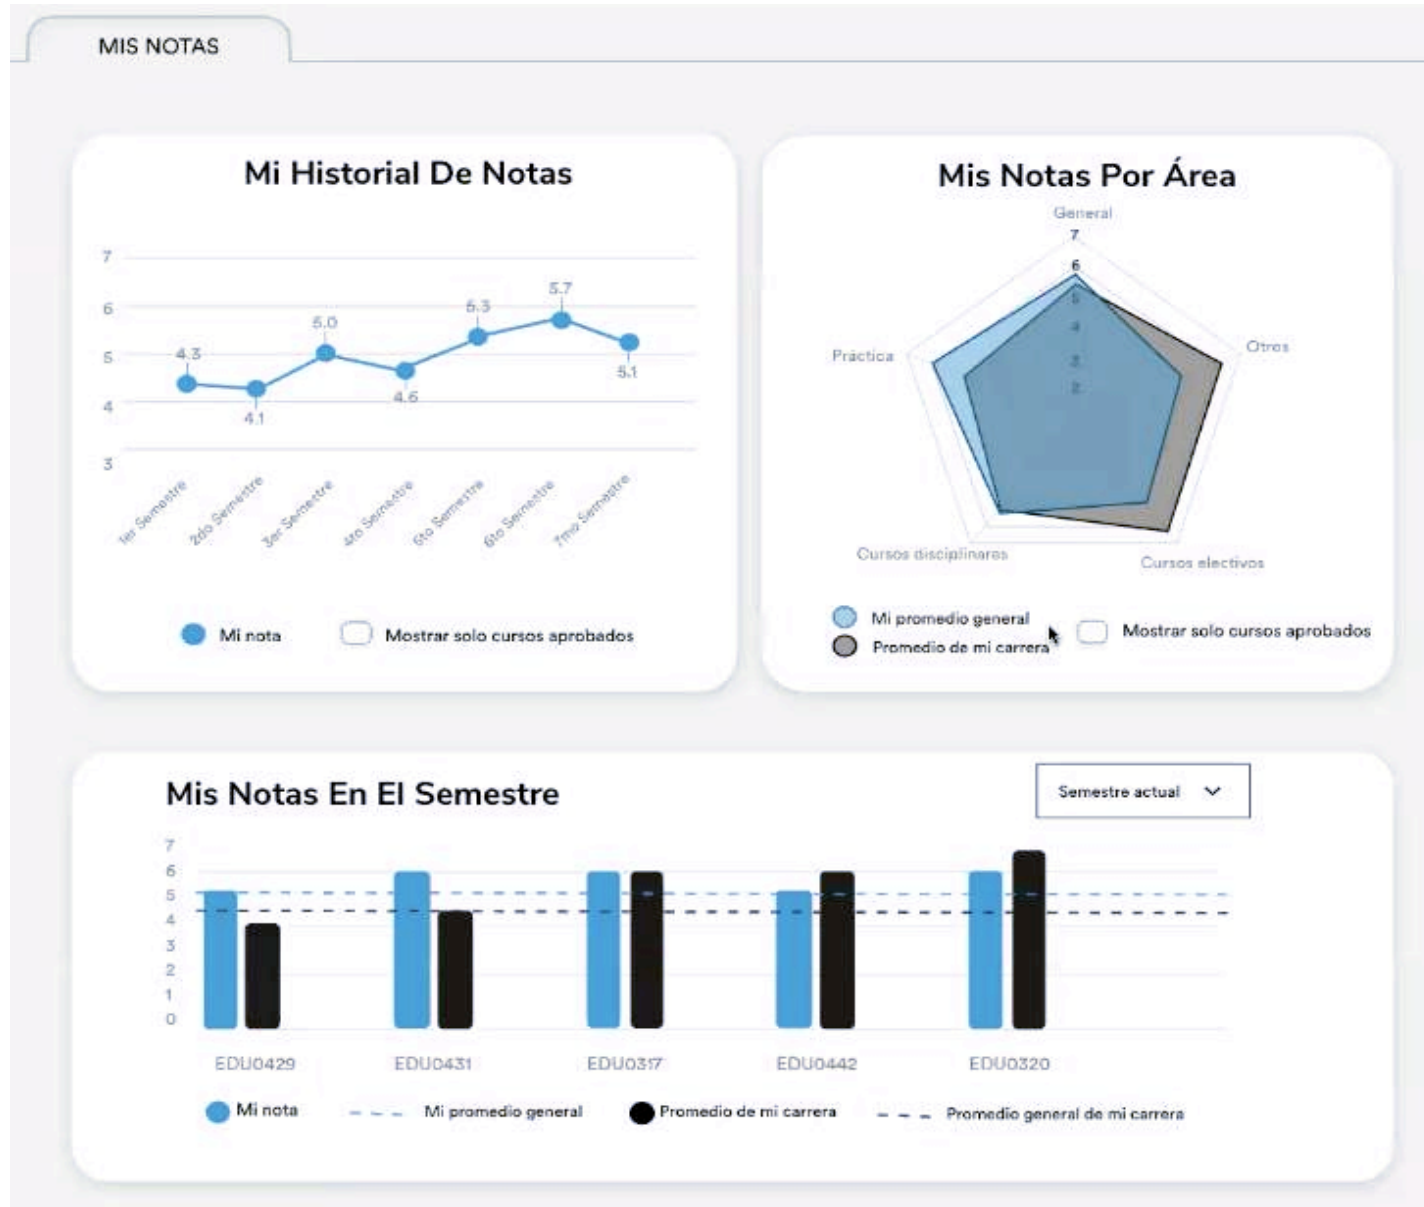 MIS NOTAS
Mi Historial De Notas
7
6
5
4
3
4.3
4.1
5.0
4.6
5.3
5.7
5.1
1er Semestre
2do Semestre
3er Semestre
4to Semestre
5to Semestre
6to Semestre
7mo Semestre
Mi nota
Mostrar solo cursos aprobados
Mis Notas Por Área
General
7
6
5
4
3
2
Práctica
Otros
Cursos disciplinares
Cursos electivos
Mi promedio general
Promedio de mi carrera
Mostrar solo cursos aprobados
Mis Notas En El Semestre
Semestre actual
7
6
5
4
3
2
1
0
EDU0429
EDU0431
EDU0317
EDU0442
EDU0320
Mi nota
Mi promedio general
Promedio de mi carrera
Promedio general de mi carrera